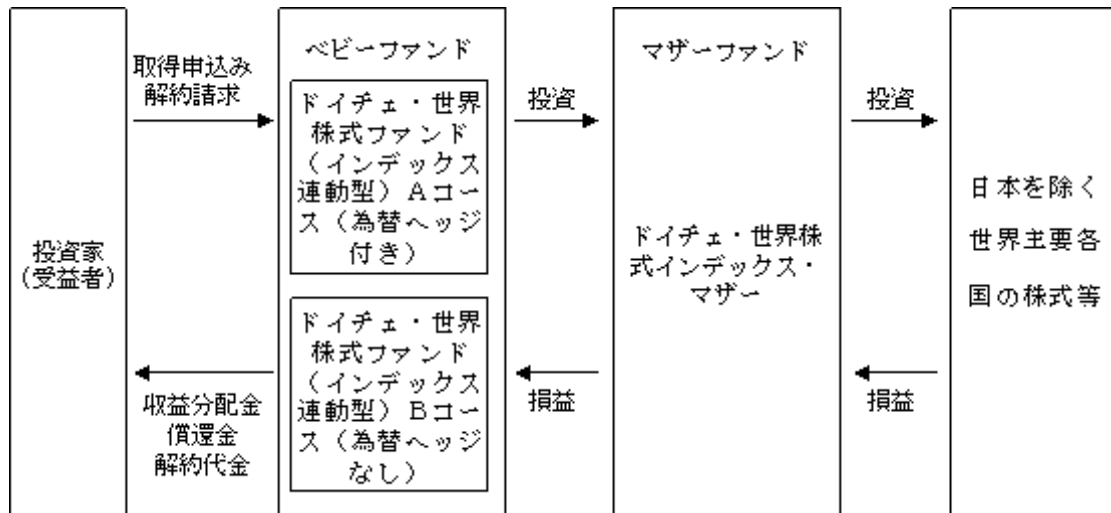 投資家
(受益者)
取得申込み
解約請求
収益分配金
償還金
解約代金
ベビーファンド
ドイチェ・世界
株式ファンド
(インデックス
連動型)Aコー
ス(為替ヘッジ
付き)
ドイチェ・世界
株式ファンド
(インデックス
連動型)Bコー
ス(為替ヘッジ
なし)
投資
損益
マザーファンド
ドイチェ・世界株
式インデックス・
マザー
投資
損益
日本を除く
世界主要各
国の株式等